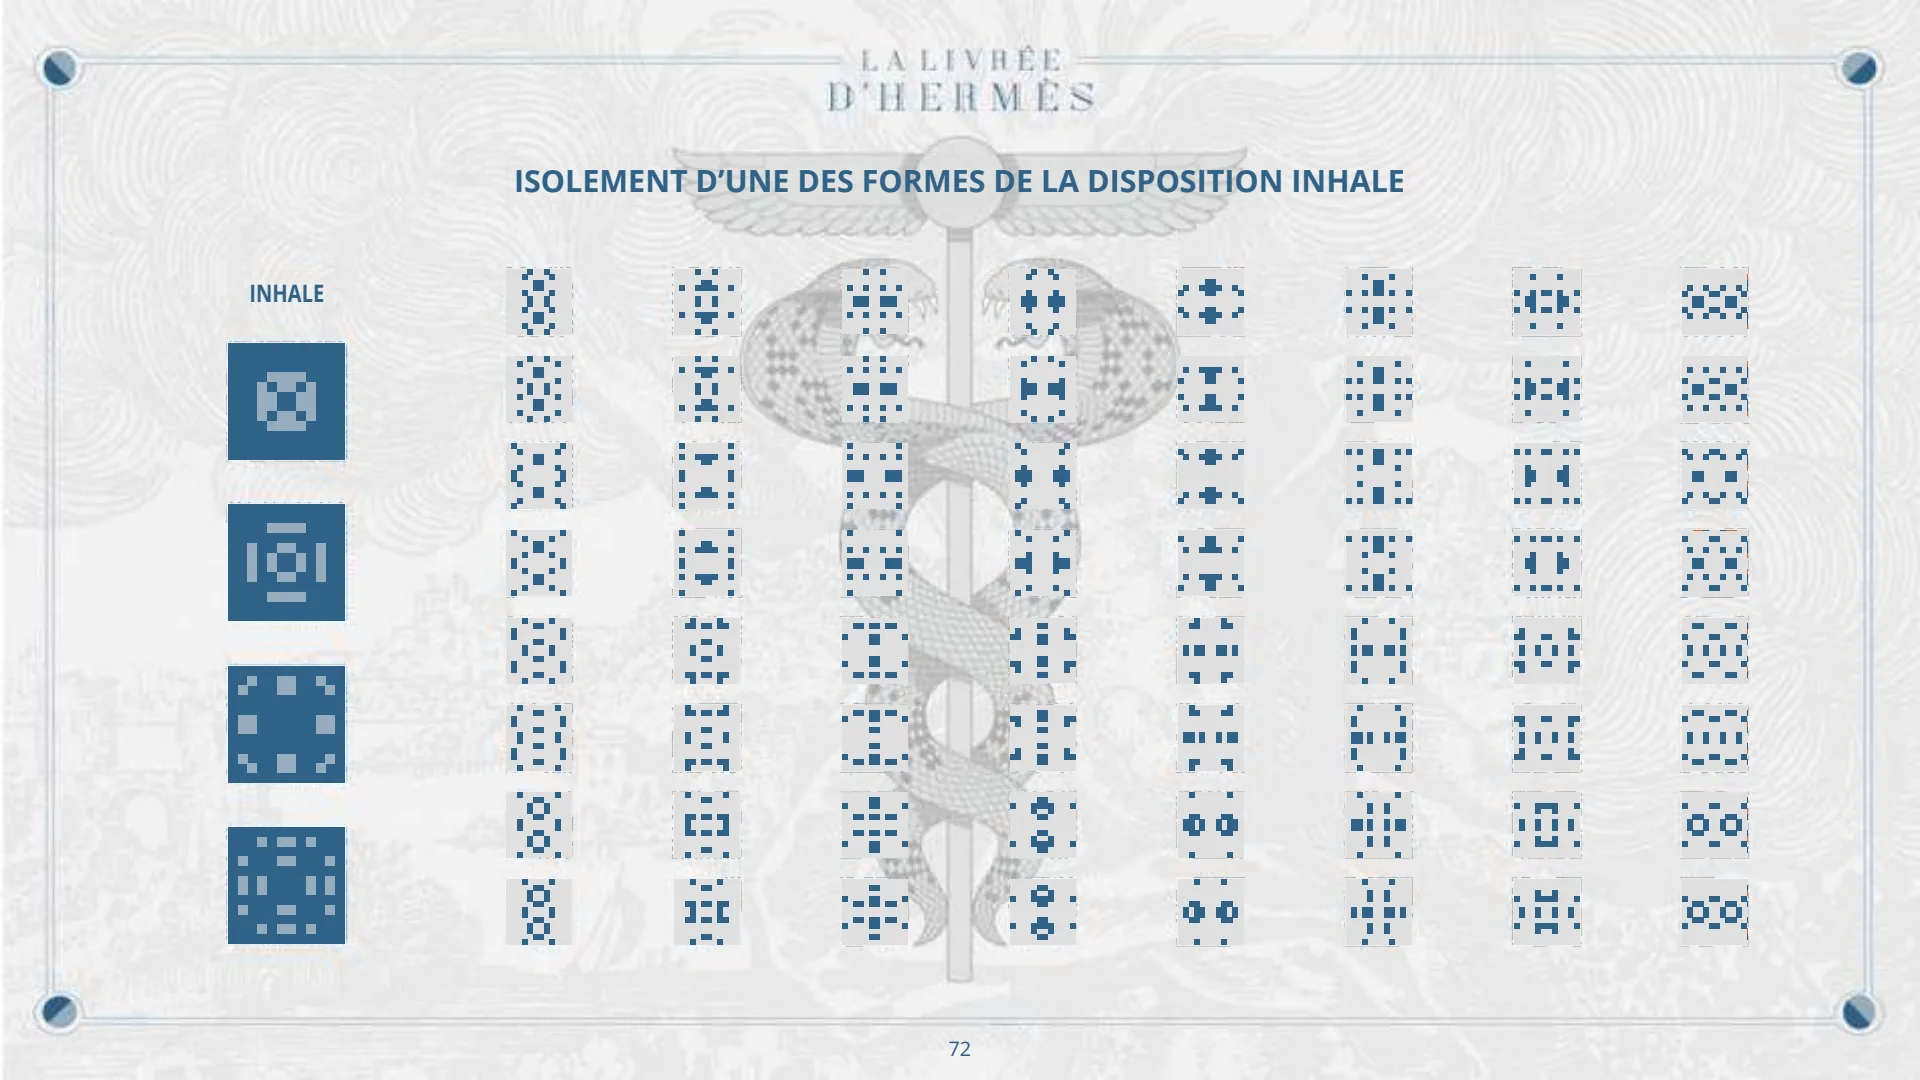 LA LIVRÉE
D'HERMÈS
ISOLEMENT D’UNE DES FORMES DE LA DISPOSITION INHALE
INHALE
72